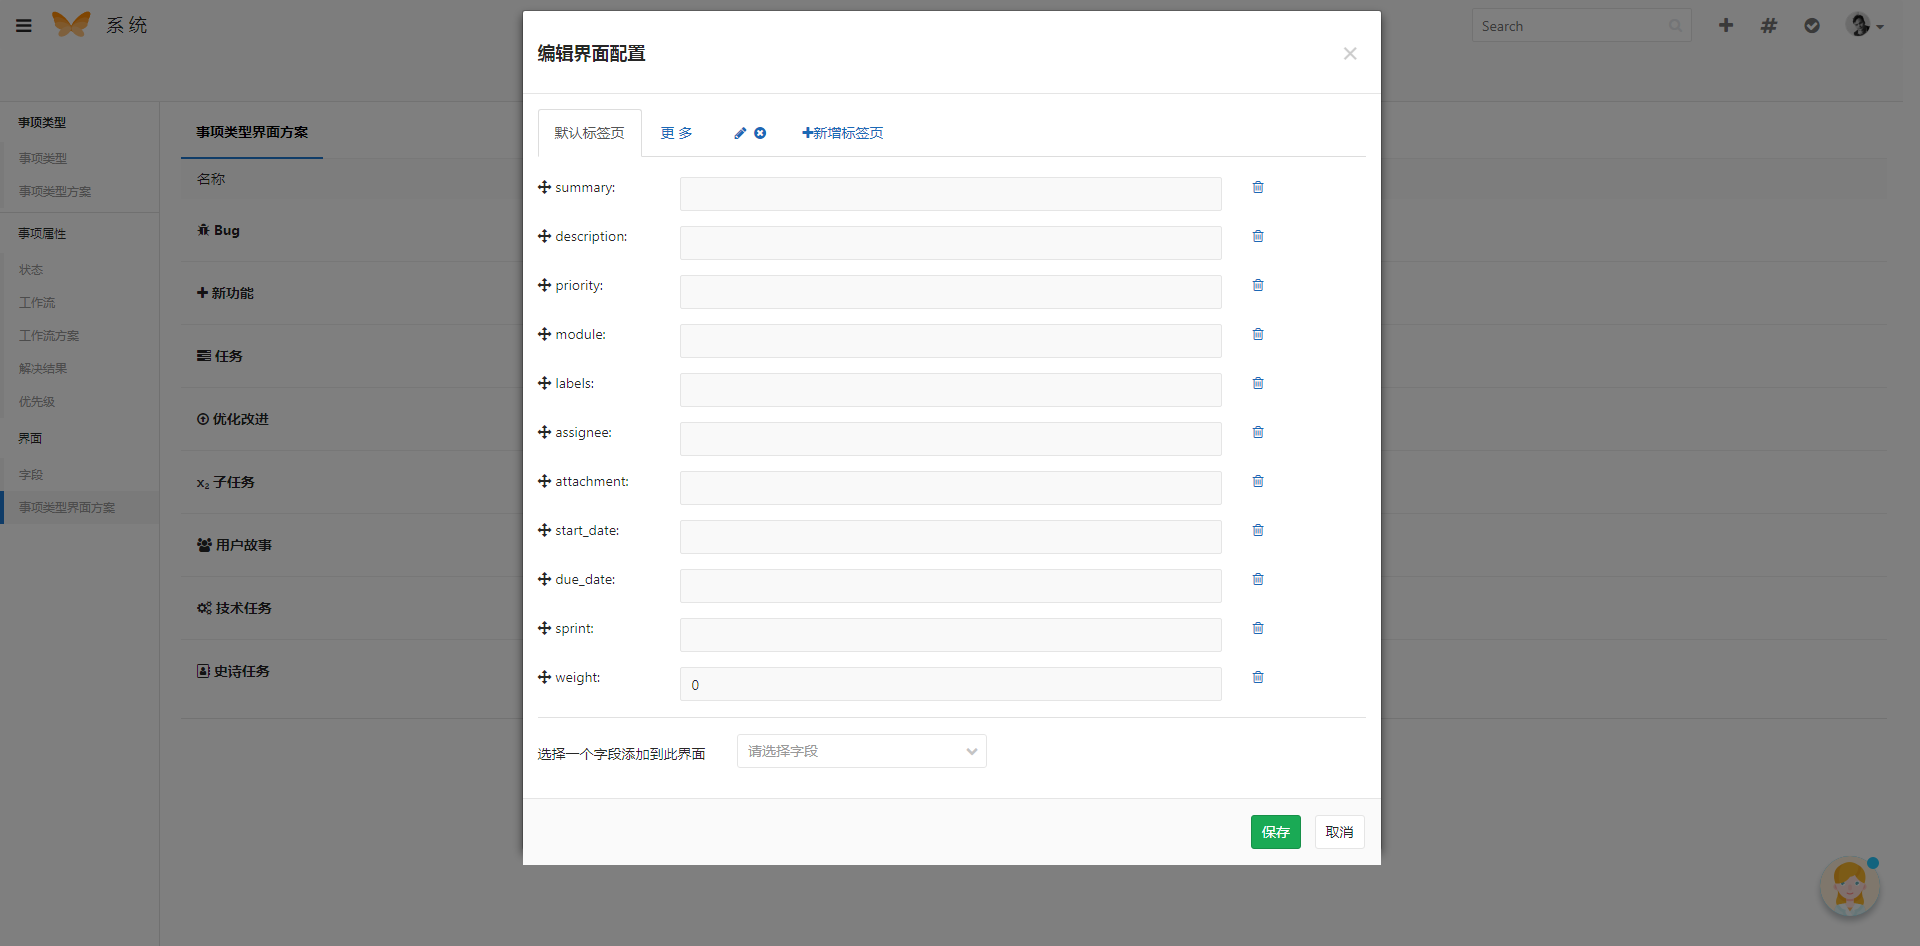 系统
Search
事项类型
事项类型
事项类型方案
事项属性
状态
工作流
工作流方案
解决结果
优先级
界面
字段
事项类型界面方案
事项类型界面方案
名称
Bug
新功能
任务
优化改进
x₂ 子任务
用户故事
技术任务
史诗任务
编辑界面配置
默认标签页
更多
新增标签页
summary:
description:
priority:
module:
labels:
assignee:
attachment:
start_date:
due_date:
sprint:
weight:
0
选择一个字段添加到此界面
请选择字段
保存
取消